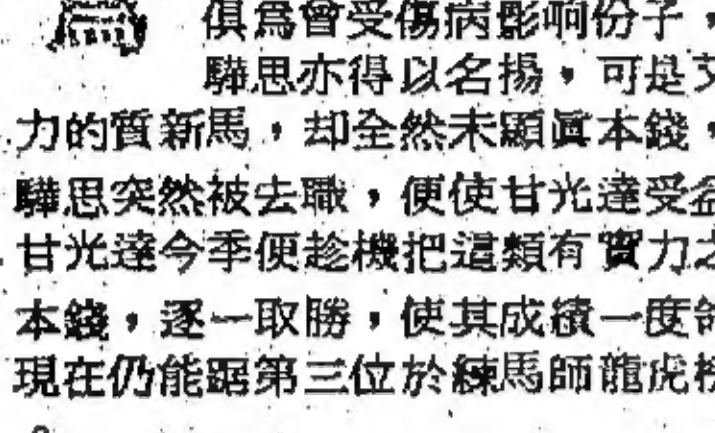 俱爲曾受傷病影响份子，
驊思亦得以名揚，可是艾
力的質新馬，却全然未顯眞本錢，
驊思突然被去職，便使甘光達受益
甘光達今季便趁機把這類有實力之
本錢，逐一取勝，使其成績一度領
現在仍能踞第三位於練馬師龍虎榜